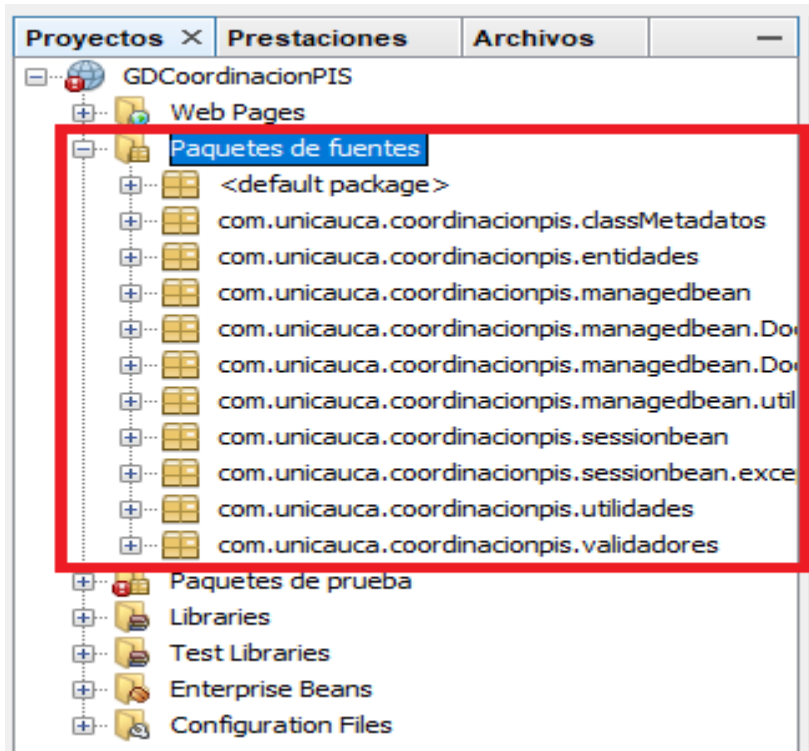 Proyectos × Prestaciones Archivos
GDCoordinacionPIS
Web Pages
Paquetes de fuentes
<default package>
com.unicauca.coordinacionpis.classMetadatos
com.unicauca.coordinacionpis.entidades
com.unicauca.coordinacionpis.managedbean
com.unicauca.coordinacionpis.managedbean.Do
com.unicauca.coordinacionpis.managedbean.Do
com.unicauca.coordinacionpis.managedbean.util
com.unicauca.coordinacionpis.sessionbean
com.unicauca.coordinacionpis.sessionbean.exce
com.unicauca.coordinacionpis.utilidades
com.unicauca.coordinacionpis.validadores
Paquetes de prueba
Libraries
Test Libraries
Enterprise Beans
Configuration Files